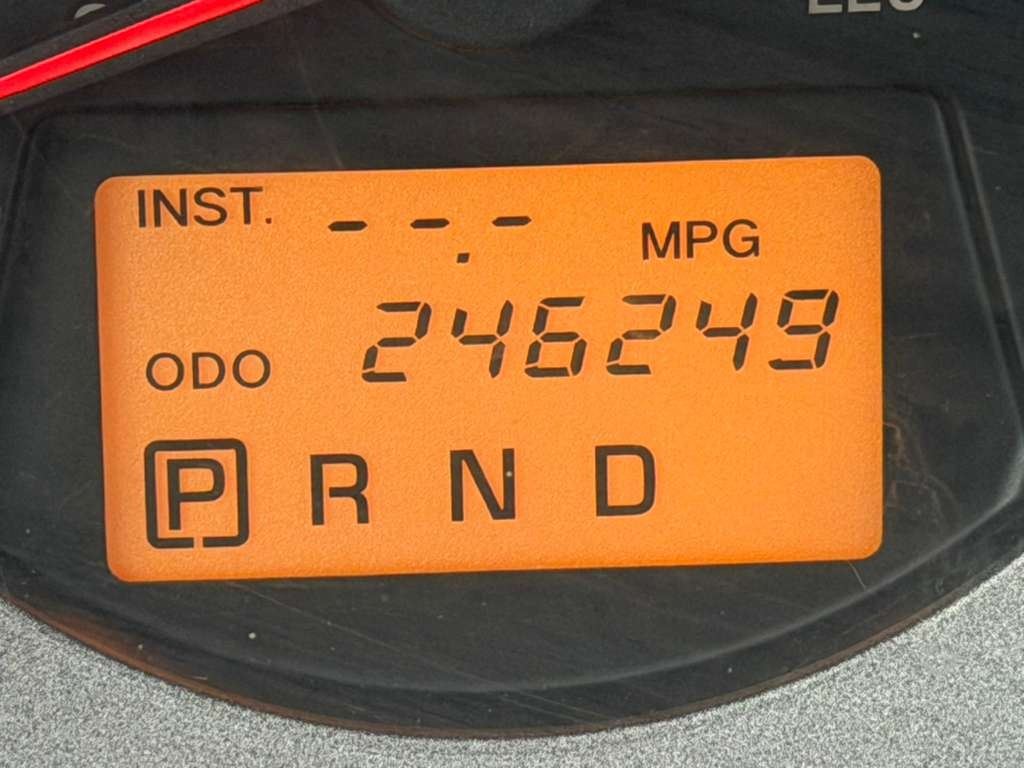 INST. --.- MPG
ODO 246249
P R N D